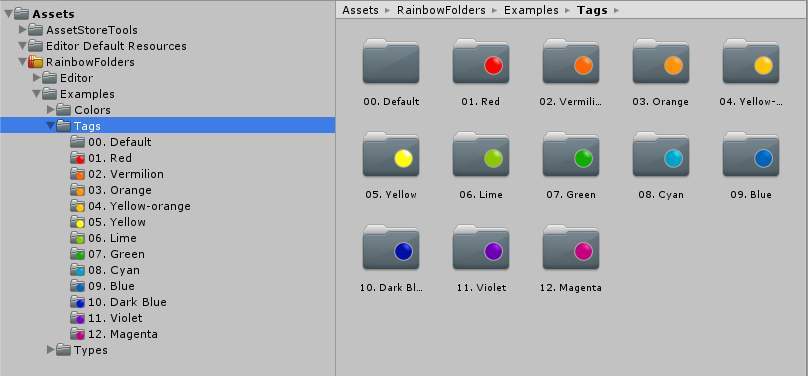 Assets
AssetStoreTools
Editor Default Resources
RainbowFolders
Editor
Examples
Colors
Tags
00. Default
01. Red
02. Vermilion
03. Orange
04. Yellow-orange
05. Yellow
06. Lime
07. Green
08. Cyan
09. Blue
10. Dark Blue
11. Violet
12. Magenta
Types
Assets ▸ RainbowFolders ▸ Examples ▸ Tags ▸
00. Default 01. Red 02. Vermili... 03. Orange 04. Yellow-...
05. Yellow 06. Lime 07. Green 08. Cyan 09. Blue
10. Dark Bl... 11. Violet 12. Magenta